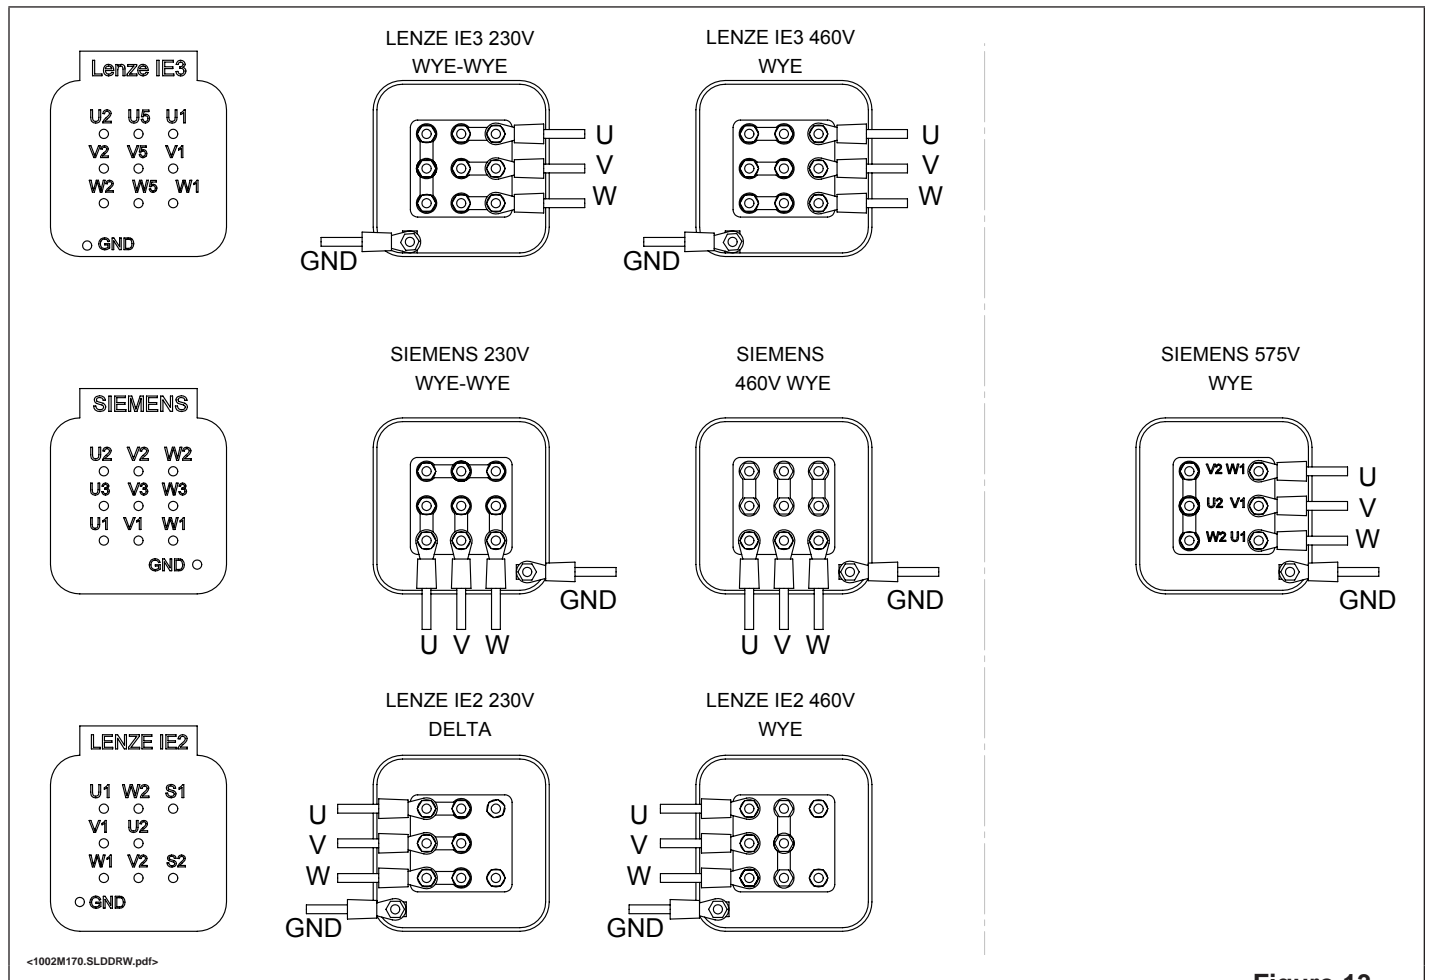 Lenze IE3
U2 U5 U1
V2 V5 V1
W2 W5 W1
GND
LENZE IE3 230V
WYE-WYE
U
V
W
GND
LENZE IE3 460V
WYE
U
V
W
GND
SIEMENS
U2 V2 W2
U3 V3 W3
U1 V1 W1
GND
SIEMENS 230V
WYE-WYE
GND
U V W
SIEMENS
460V WYE
GND
U V W
SIEMENS 575V
WYE
V2 W1 U
U2 V1 V
W2 U1 W
GND
LENZE IE2
U1 W2 S1
V1 U2
W1 V2 S2
GND
LENZE IE2 230V
DELTA
U
V
W
GND
LENZE IE2 460V
WYE
U
V
W
GND
<1002M170.SLDDRW.pdf>